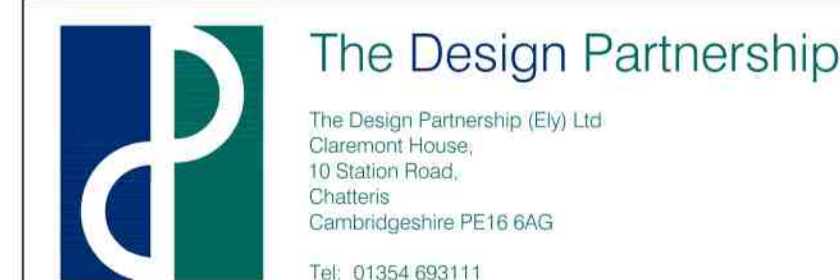 The Design Partnership
The Design Partnership (Ely) Ltd
Claremont House,
10 Station Road,
Chatteris
Cambridgeshire PE16 6AG
Tel: 01354 693111